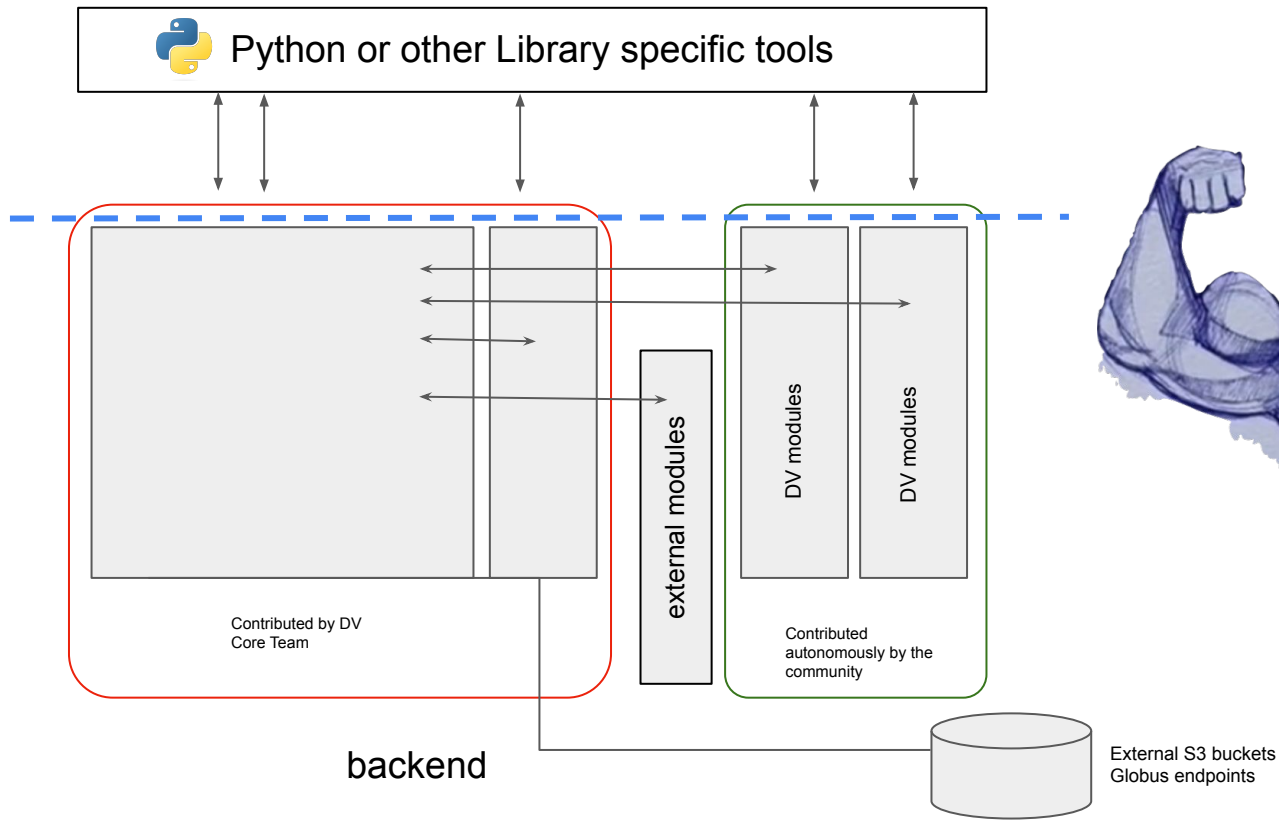 Python or other Library specific tools
external modules
DV modules
DV modules
Contributed by DV
Core Team
Contributed
autonomously by the
community
backend
External S3 buckets
Globus endpoints